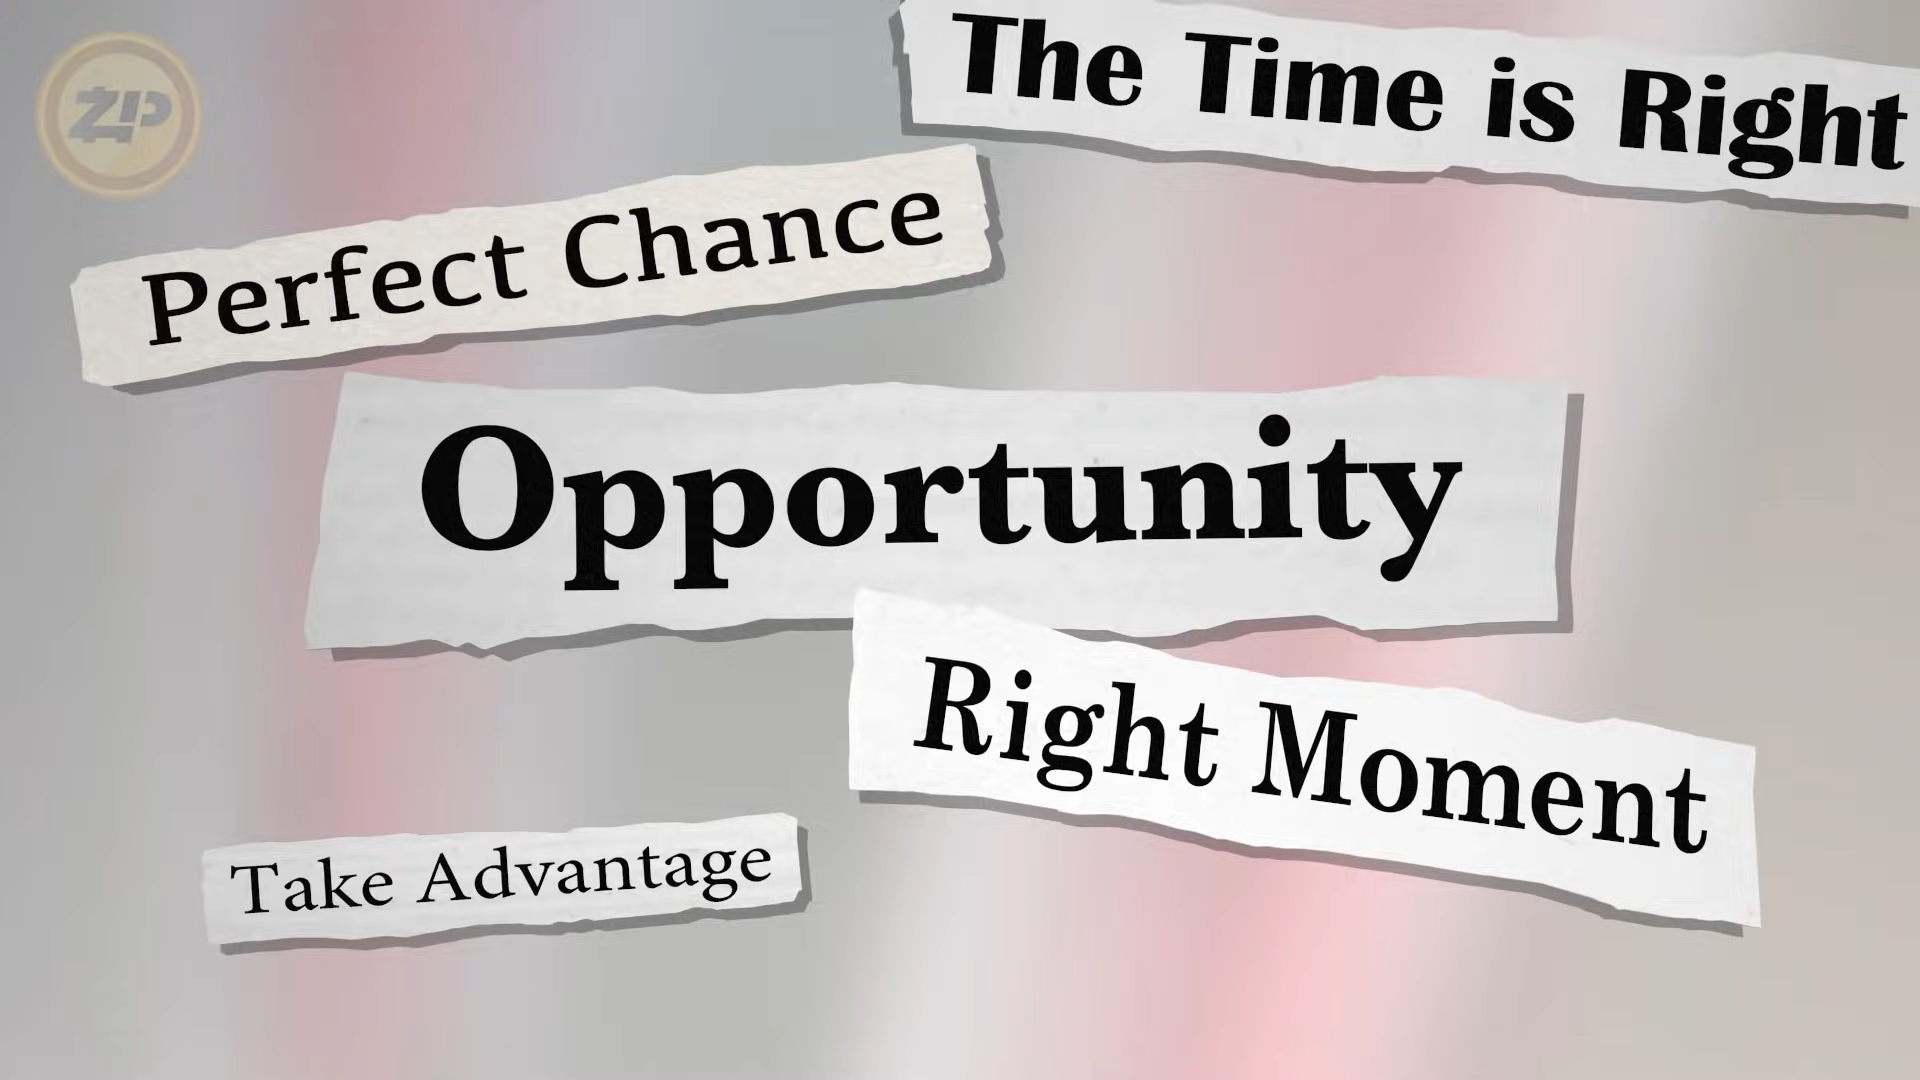 The Time is Right
Perfect Chance
Opportunity
Right Moment
Take Advantage
ZIP